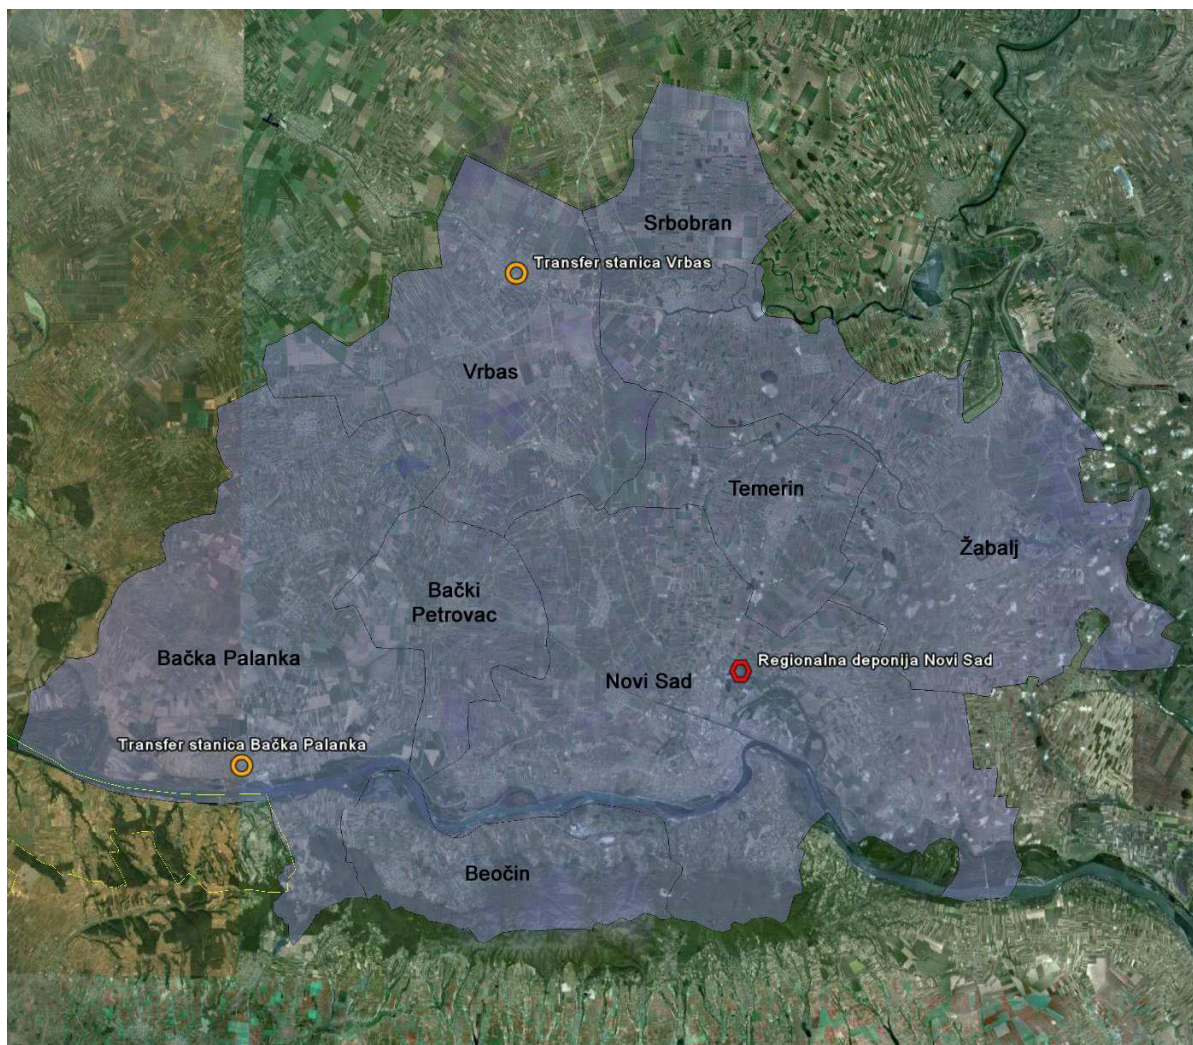 Srbobran
Transfer stanica Vrbas
Vrbas
Temerin
Žabalj
Bački
Petrovac
Bačka Palanka
Regionalna deponija Novi Sad
Novi Sad
Transfer stanica Bačka Palanka
Beočin